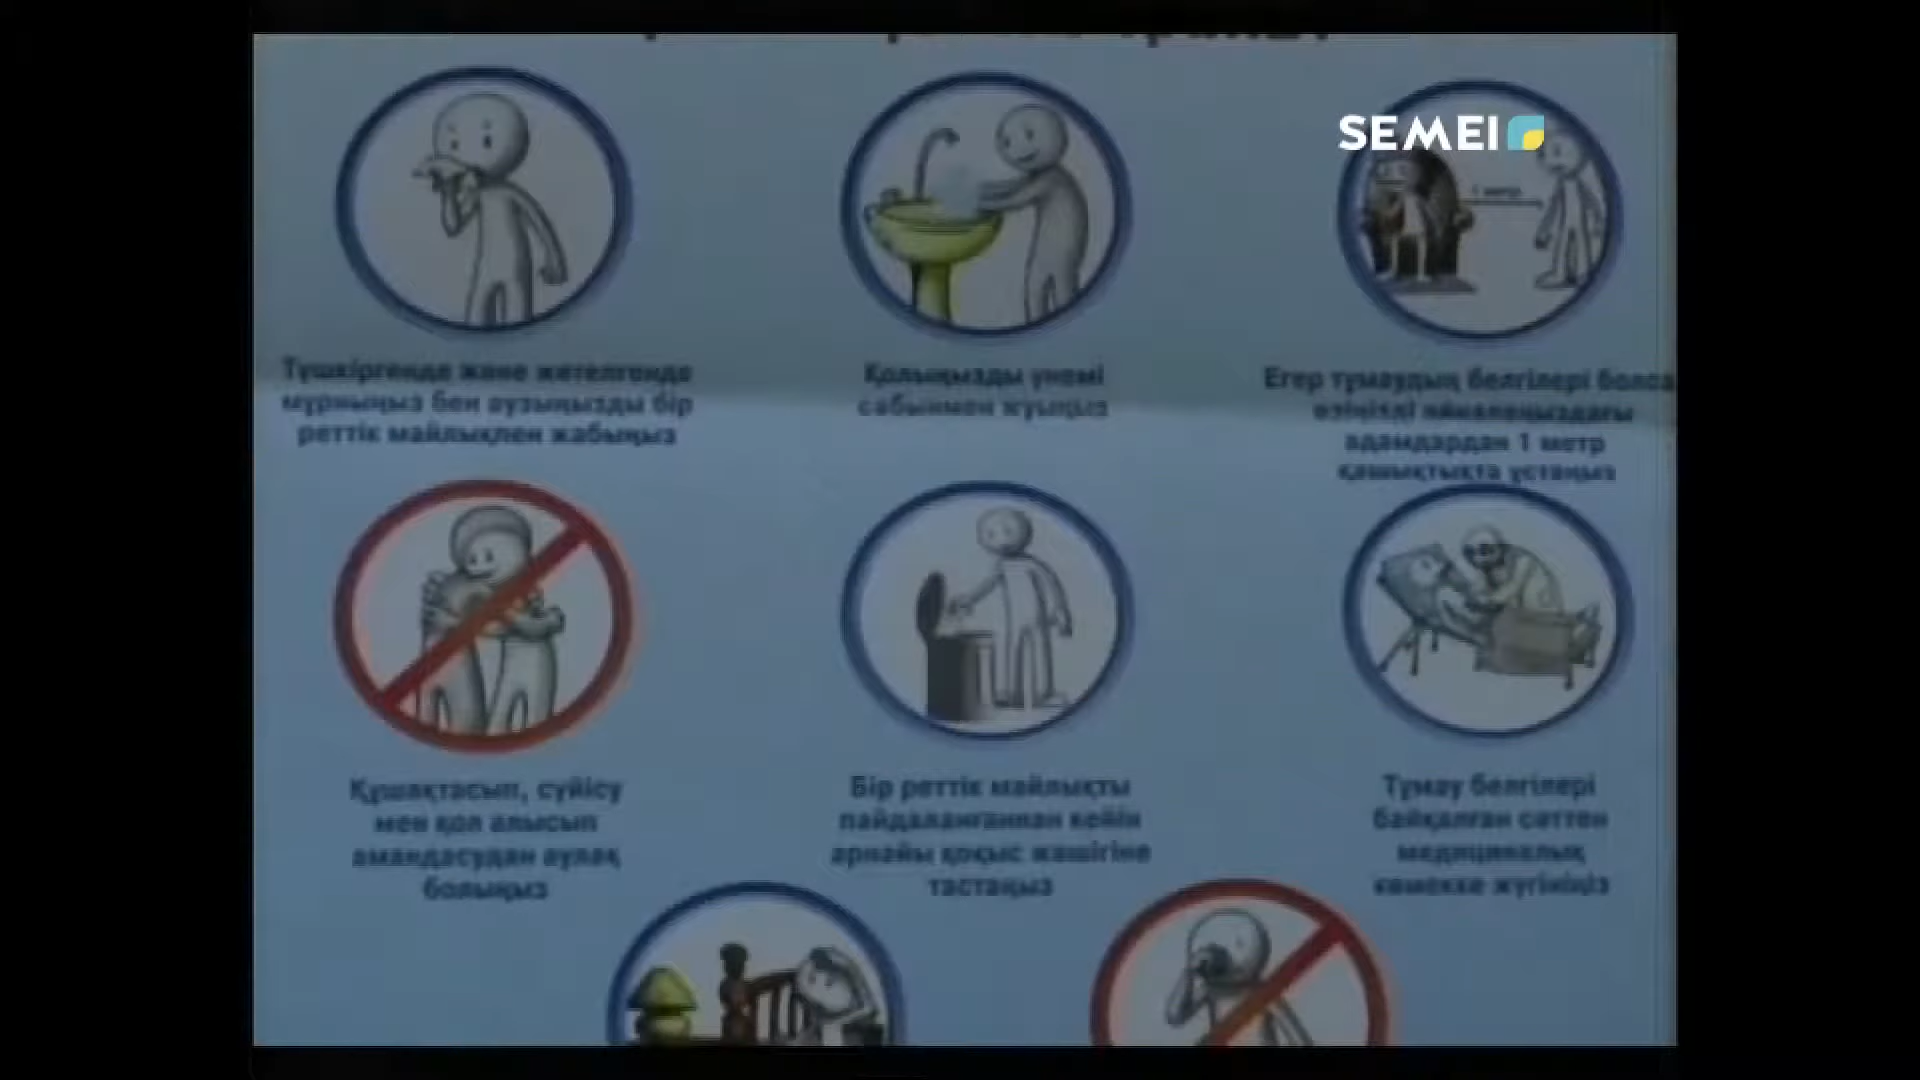 SEMEI
1 метр
Түшкіргенде және жөтелгенде
мұрныңыз бен аузыңызды бір
реттік майлықпен жабыңыз
Қолыңызды үнемі
сабынмен жуыңыз
Егер тұмаудың белгілері болса
өзіңізді айналаңыздағы
адамдардан 1 метр
қашықтықта ұстаңыз
Құшақтасып, сүйісу
мен қол алысып
амандасудан аулақ
болыңыз
Бір реттік майлықты
пайдаланғаннан кейін
арнайы қоқыс жәшігіне
тастаңыз
Тұмау белгілері
байқалған сәттен
медициналық
көмекке жүгініңіз